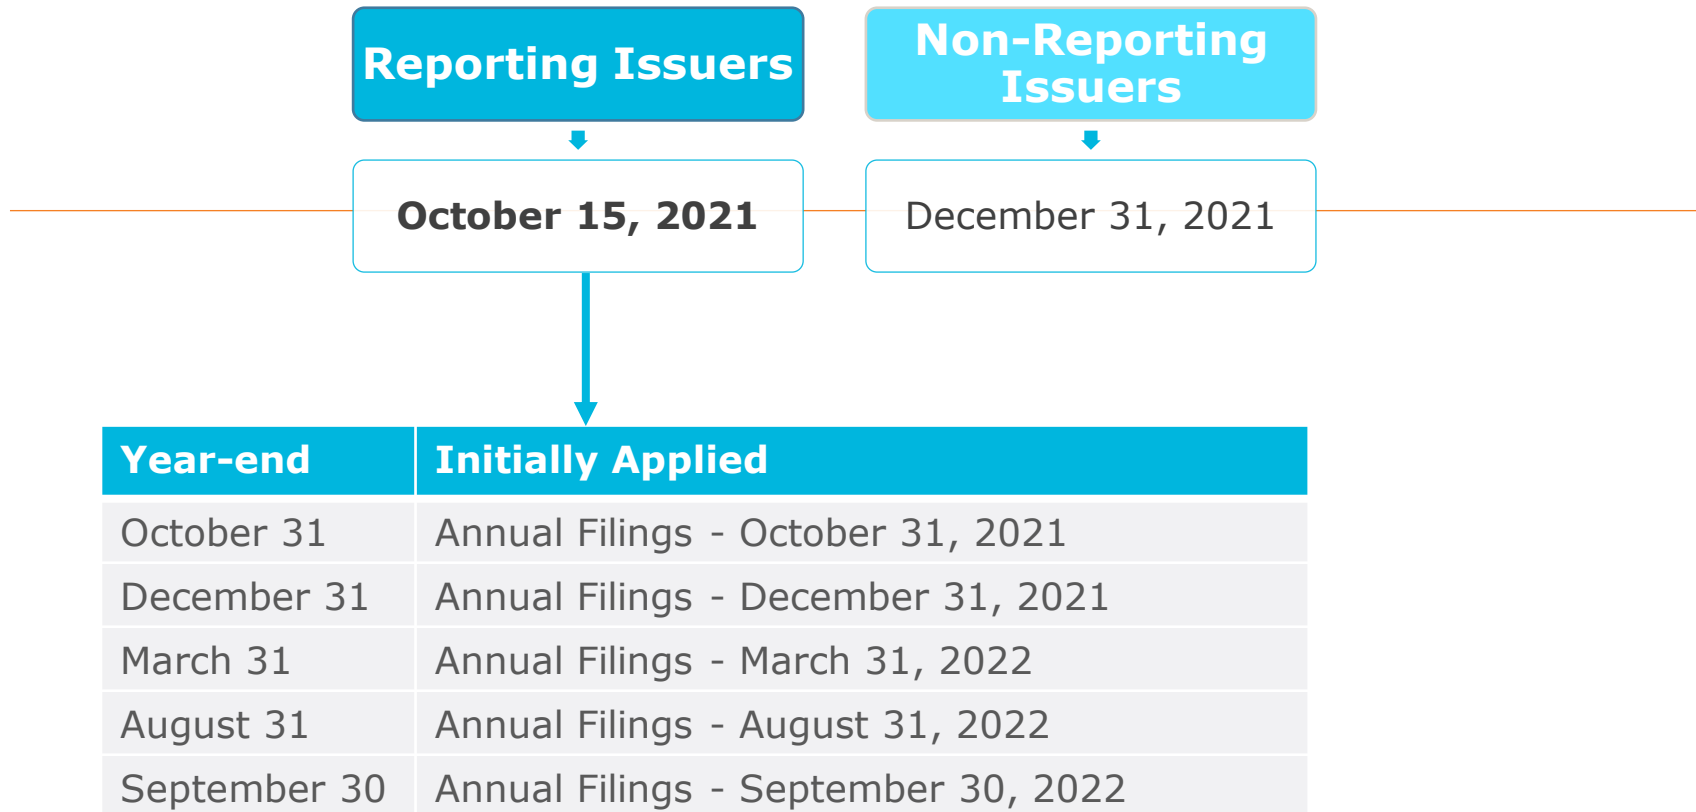 Reporting Issuers
Non-Reporting
Issuers
October 15, 2021
December 31, 2021
Year-end Initially Applied
October 31 Annual Filings - October 31, 2021
December 31 Annual Filings - December 31, 2021
March 31 Annual Filings - March 31, 2022
August 31 Annual Filings - August 31, 2022
September 30 Annual Filings - September 30, 2022